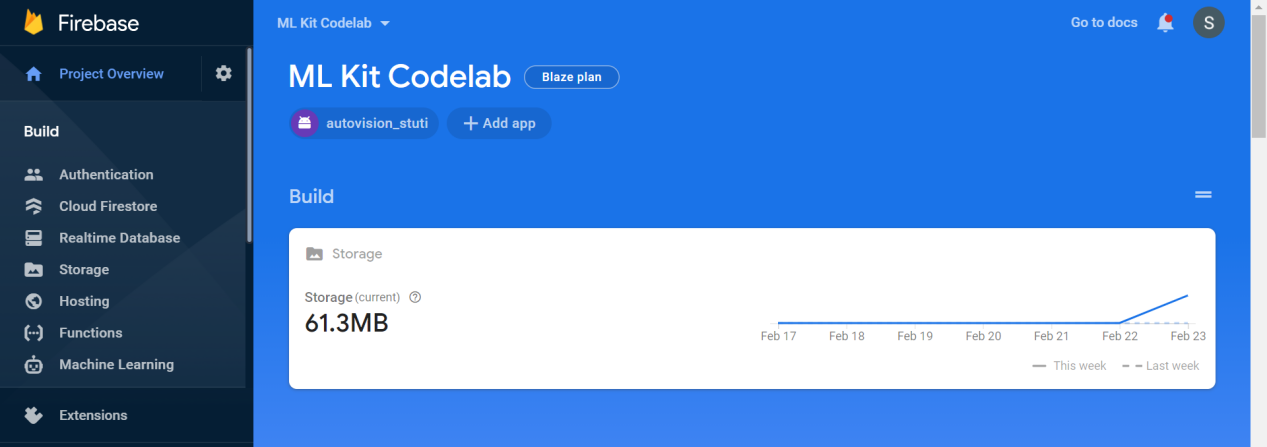 Firebase
Project Overview
Build
Authentication
Cloud Firestore
Realtime Database
Storage
Hosting
Functions
Machine Learning
Extensions
ML Kit Codelab
Go to docs
S
ML Kit Codelab
Blaze plan
autovision_stuti
Add app
Build
Storage
Storage (current)
61.3MB
Feb 17 Feb 18 Feb 19 Feb 20 Feb 21 Feb 22 Feb 23
This week Last week